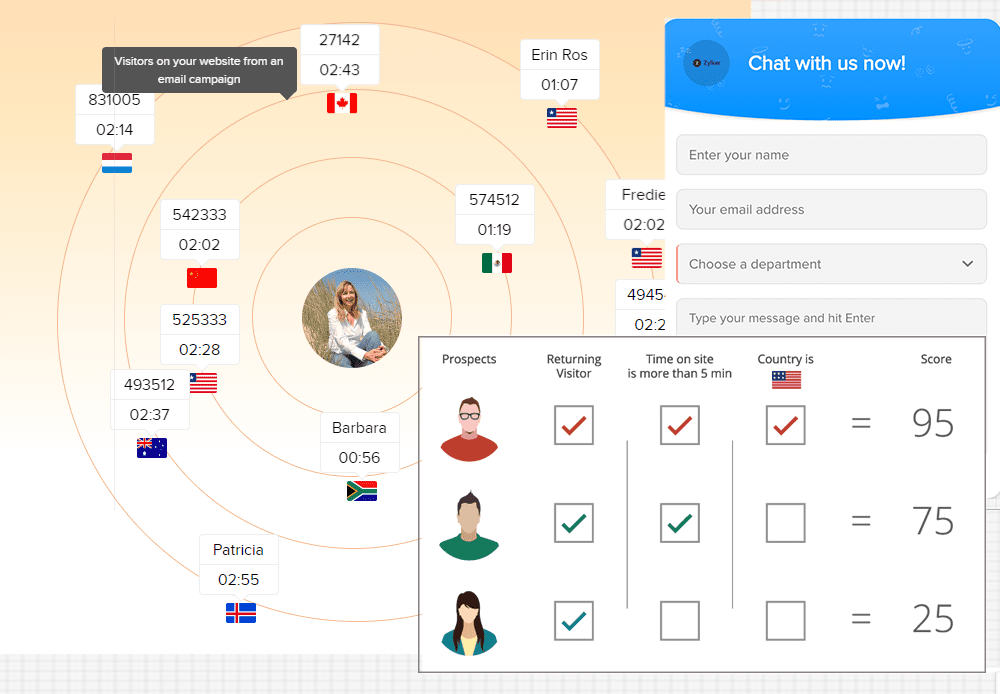 27142
02:43
Visitors on your website from an
email campaign
831005
02:14
Erin Ros
01:07
542333
02:02
574512
01:19
Fredie
02:02
4945
02:2
525333
02:28
493512
02:37
Barbara
00:56
Patricia
02:55
Zylker
Chat with us now!
Enter your name
Your email address
Choose a department
Type your message and hit Enter
Prospects
Returning
Visitor
Time on site
is more than 5 min
Country is
Score
= 95
= 75
= 25